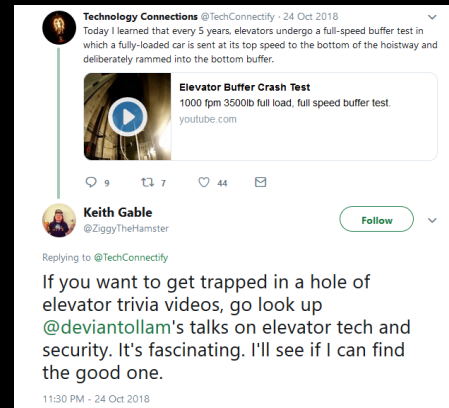 Technology Connections @TechConnectify · 24 Oct 2018
Today I learned that every 5 years, elevators undergo a full-speed buffer test in
which a fully-loaded car is sent at its top speed to the bottom of the hoistway and
deliberately rammed into the bottom buffer.
Elevator Buffer Crash Test
1000 fpm 3500lb full load, full speed buffer test.
youtube.com
9 7 44
Keith Gable
@ZiggyTheHamster
Follow
Replying to @TechConnectify
If you want to get trapped in a hole of
elevator trivia videos, go look up
@deviantollam's talks on elevator tech and
security. It's fascinating. I'll see if I can find
the good one.
11:30 PM - 24 Oct 2018